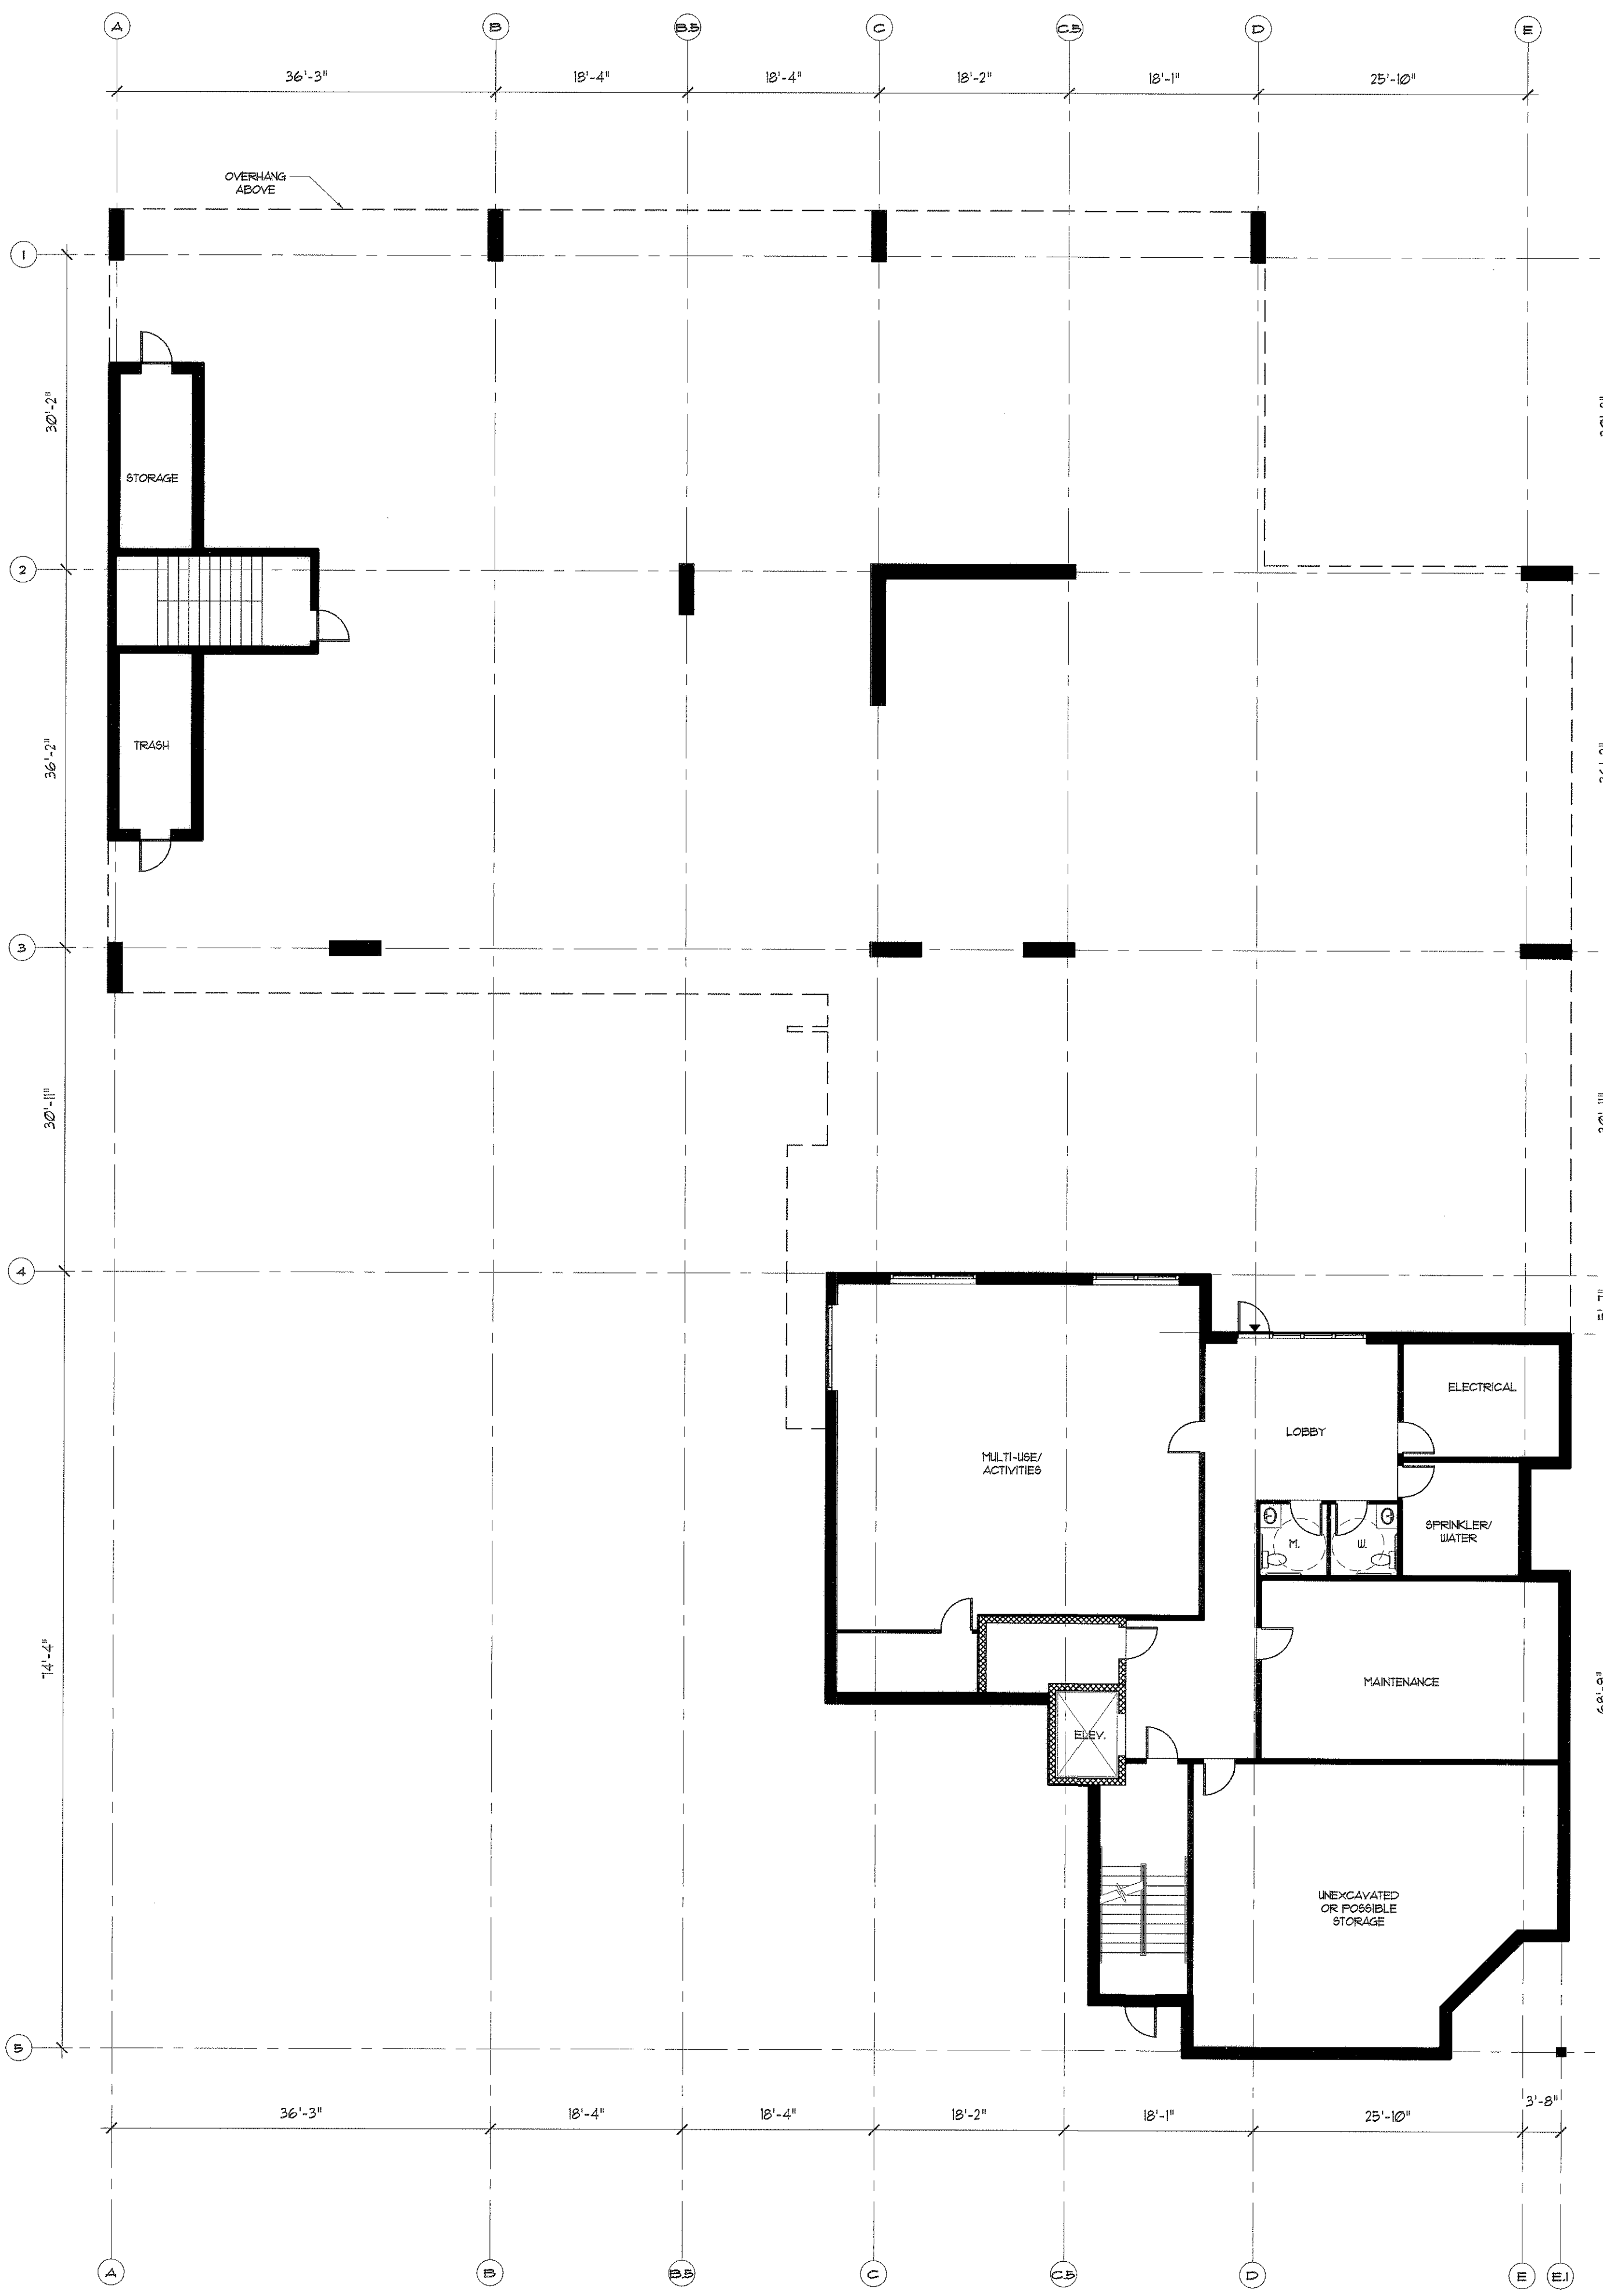 A B B.5 C C.5 D E
36'-3" 18'-4" 18'-4" 18'-2" 18'-1" 25'-10"
OVERHANG
ABOVE
1
30'-2"
STORAGE
2
TRASH
36'-2"
3
30'-11"
4
ELECTRICAL
LOBBY
MULTI-USE/
ACTIVITIES
SPRINKLER/
WATER
M. W.
74'-4"
MAINTENANCE
ELEV.
UNEXCAVATED
OR POSSIBLE
STORAGE
5
3'-8"
36'-3" 18'-4" 18'-4" 18'-2" 18'-1" 25'-10"
A B B.5 C C.5 D E E.1